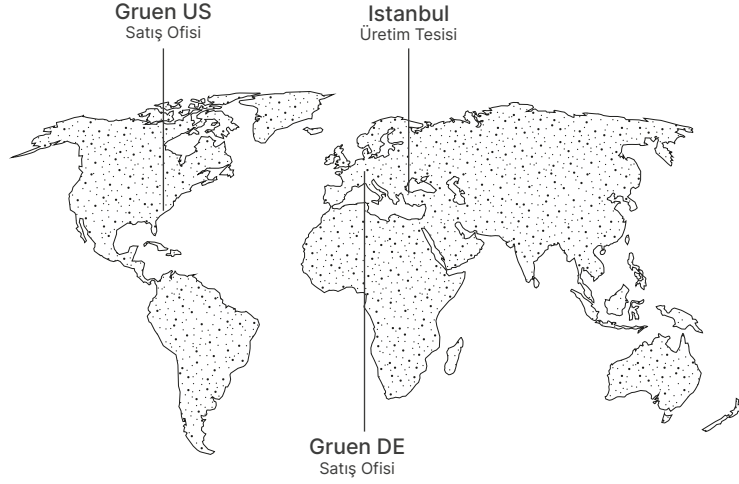 Gruen US
Satış Ofisi
Istanbul
Üretim Tesisi
Gruen DE
Satış Ofisi